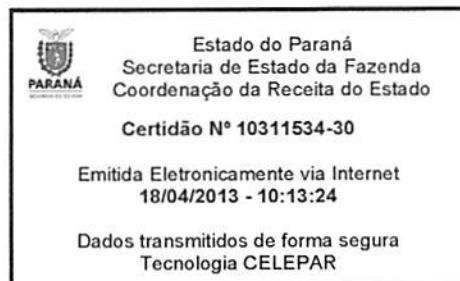 PARANÁ
Estado do Paraná
Secretaria de Estado da Fazenda
Coordenação da Receita do Estado
Certidão Nº 10311534-30
Emitida Eletronicamente via Internet
18/04/2013 - 10:13:24
Dados transmitidos de forma segura
Tecnologia CELEPAR